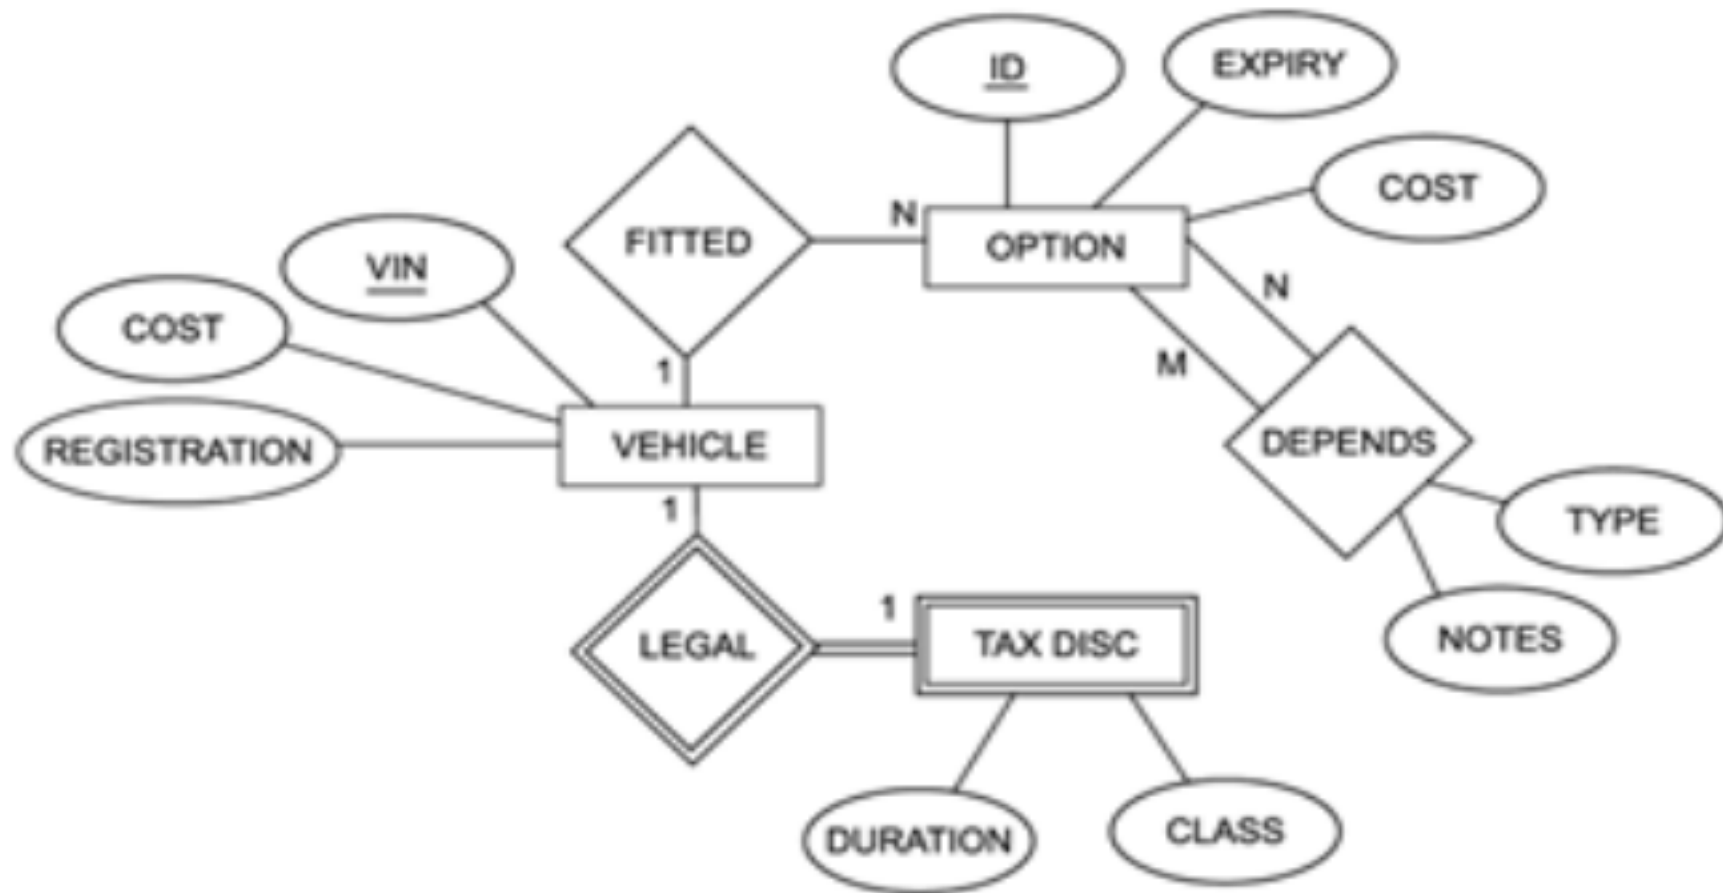 ID
EXPIRY
COST
FITTED
N
OPTION
VIN
N
COST
1
M
REGISTRATION
VEHICLE
DEPENDS
1
TYPE
1
LEGAL
TAX DISC
NOTES
DURATION
CLASS